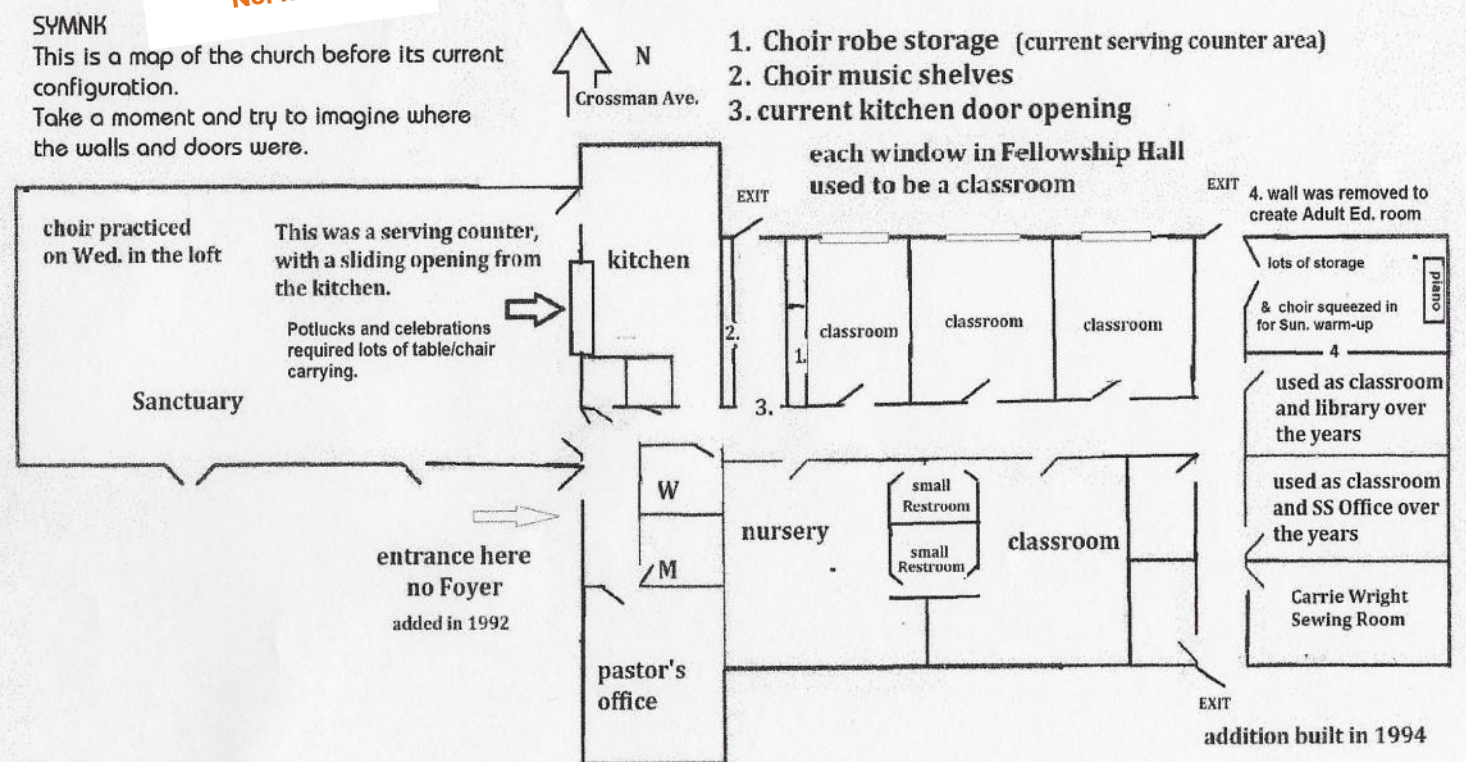 SYMNK
This is a map of the church before its current
configuration.
Take a moment and try to imagine where
the walls and doors were.
N
Crossman Ave.
1. Choir robe storage (current serving counter area)
2. Choir music shelves
3. current kitchen door opening
each window in Fellowship Hall
used to be a classroom
EXIT
EXIT
4. wall was removed to
create Adult Ed. room
choir practiced
on Wed. in the loft
This was a serving counter,
with a sliding opening from
the kitchen.
Potlucks and celebrations
required lots of table/chair
carrying.
Sanctuary
kitchen
2.
1.
3.
classroom
classroom
classroom
lots of storage
piano
& choir squeezed in
for Sun. warm-up
4
used as classroom
and library over
the years
used as classroom
and SS Office over
the years
Carrie Wright
Sewing Room
W
M
nursery
small
Restroom
small
Restroom
classroom
entrance here
no Foyer
added in 1992
pastor's
office
EXIT
addition built in 1994